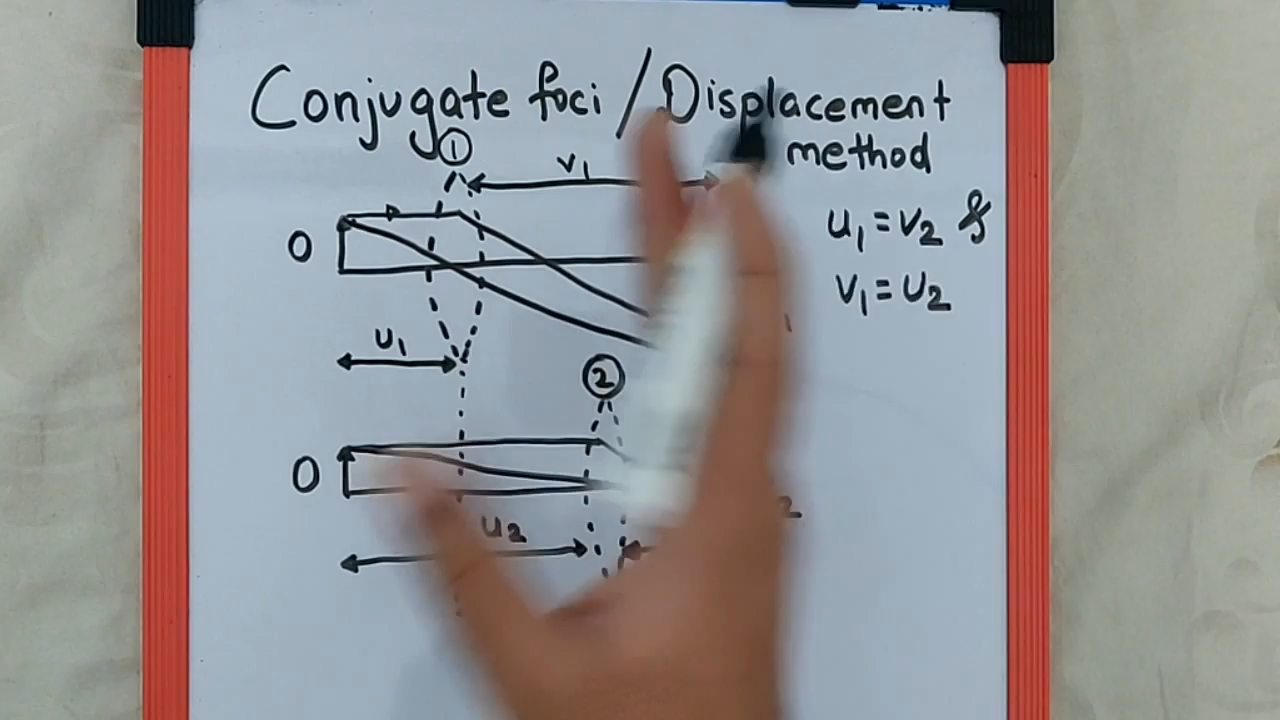 Conjugate foci / Displacement
method
①
v₁
u₁ = v₂ &
O
v₁ = u₂
u₁
②
O
u₂